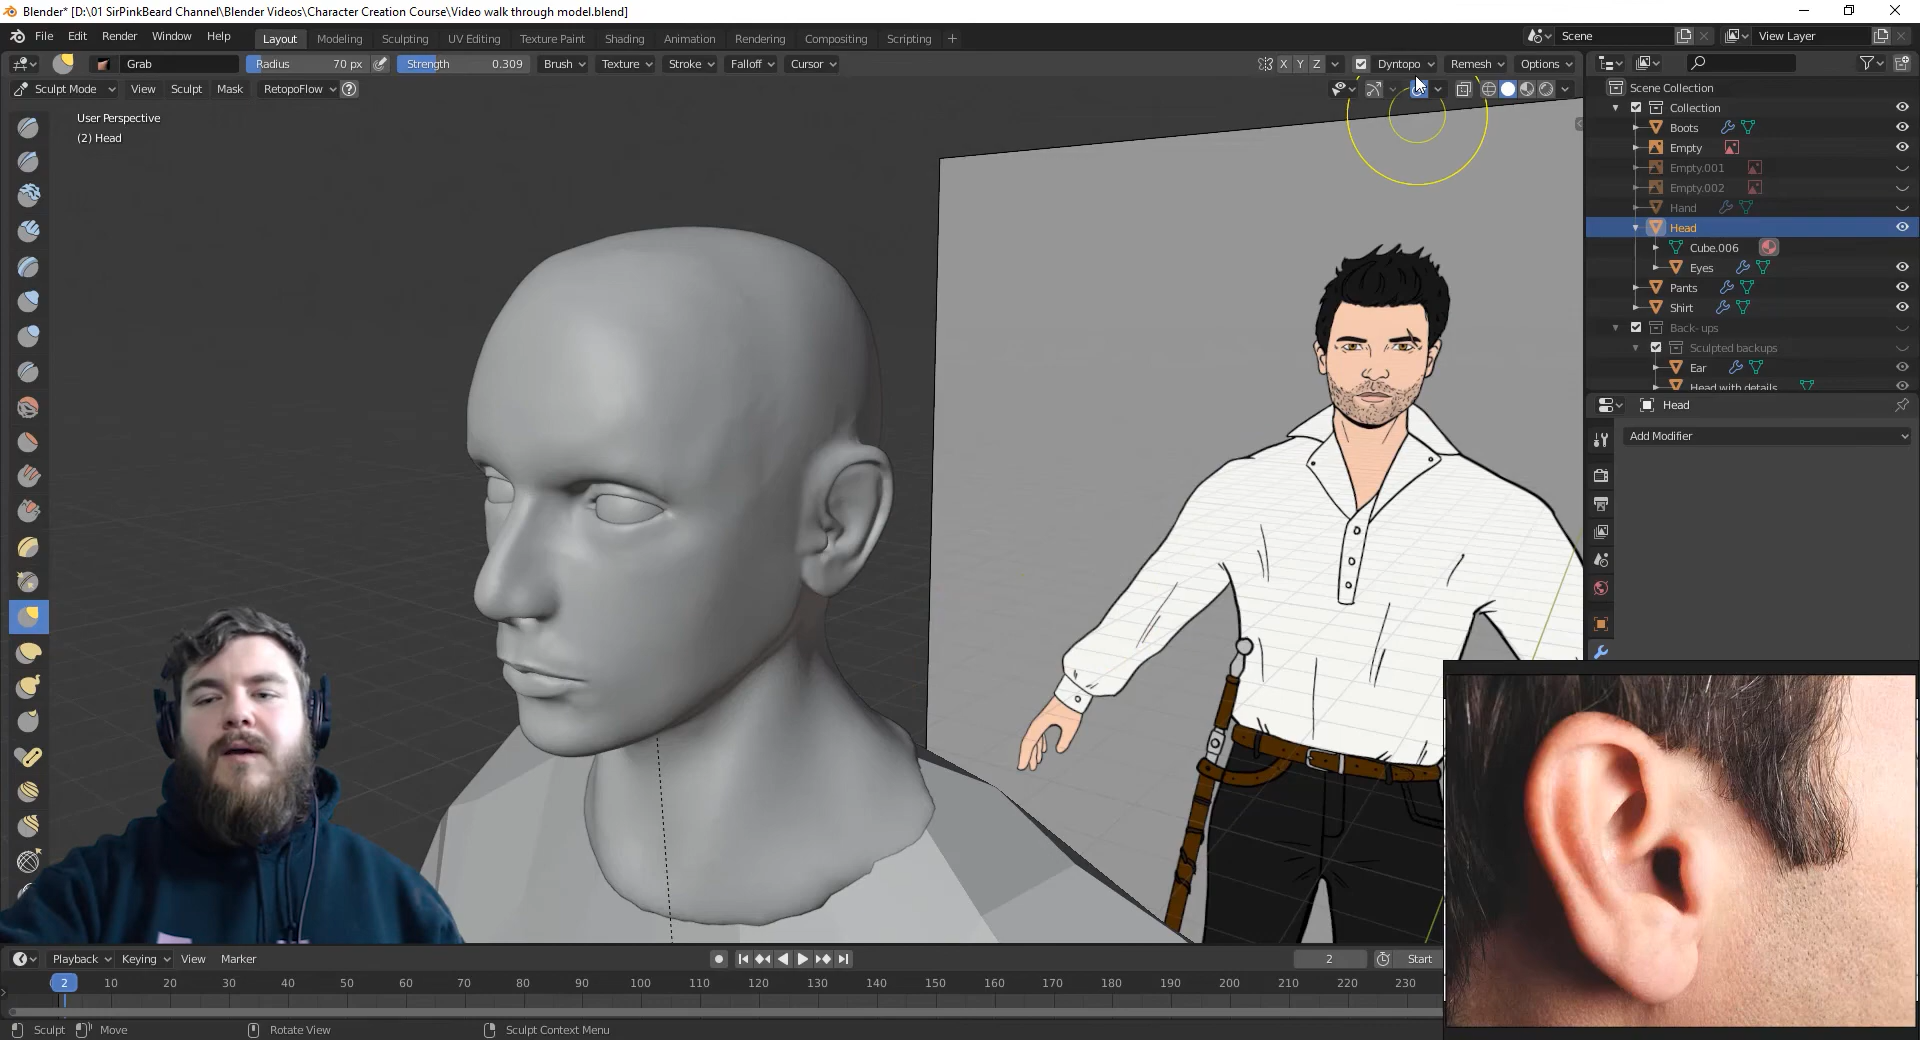 Blender* [D:\01 SirPinkBeard Channel\Blender Videos\Character Creation Course\Video walk through model.blend]
File Edit Render Window Help Layout Modeling Sculpting UV Editing Texture Paint Shading Animation Rendering Compositing Scripting + Scene View Layer
Grab Radius 70 px Strength 0.309 Brush Texture Stroke Falloff Cursor X Y Z Dyntopo Remesh Options
Sculpt Mode View Sculpt Mask RetopoFlow ?
User Perspective
(2) Head
Scene Collection
Collection
Boots
Empty
Empty.001
Empty.002
Hand
Head
Cube.006
Eyes
Pants
Shirt
Back-ups
Sculpted backups
Ear
Head with details
Head
Add Modifier
Playback Keying View Marker 2 Start
2 10 20 30 40 50 60 70 80 90 100 110 120 130 140 150 160 170 180 190 200 210 220 230
Sculpt Move Rotate View Sculpt Context Menu